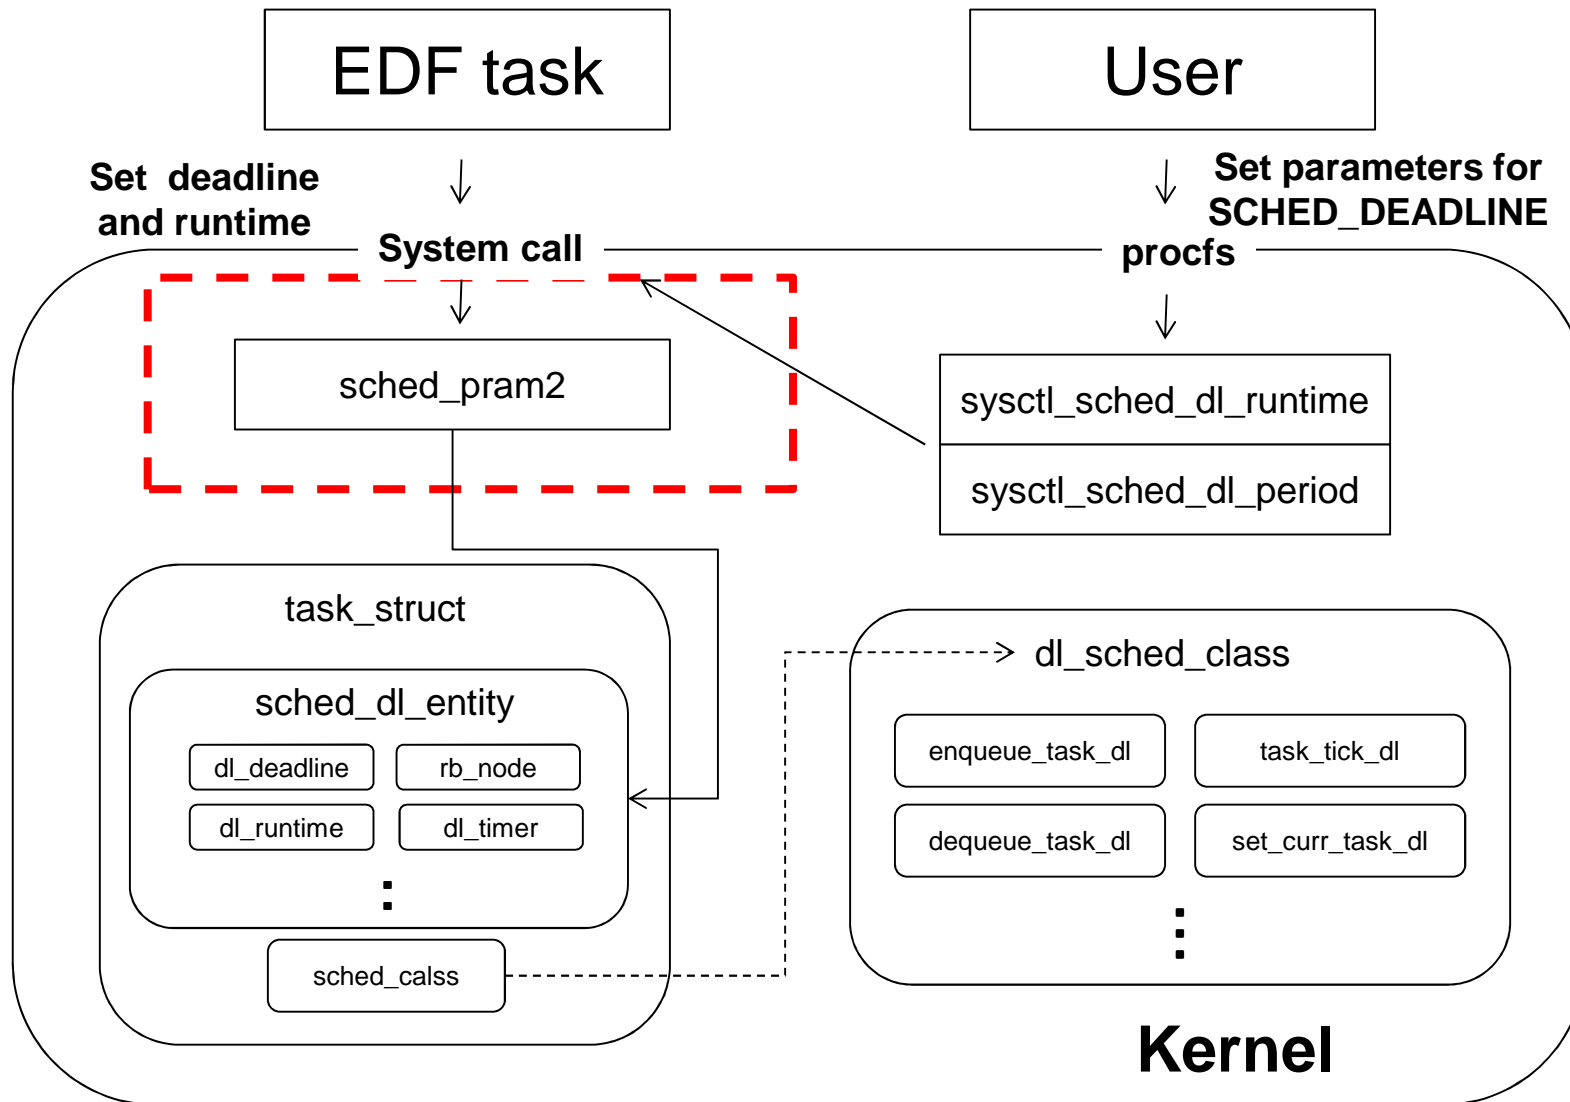 EDF task
User
Set deadline
and runtime
Set parameters for
SCHED_DEADLINE
System call
procfs
sched_pram2
sysctl_sched_dl_runtime
sysctl_sched_dl_period
task_struct
sched_dl_entity
dl_deadline
rb_node
dl_runtime
dl_timer
sched_calss
dl_sched_class
enqueue_task_dl
task_tick_dl
dequeue_task_dl
set_curr_task_dl
Kernel